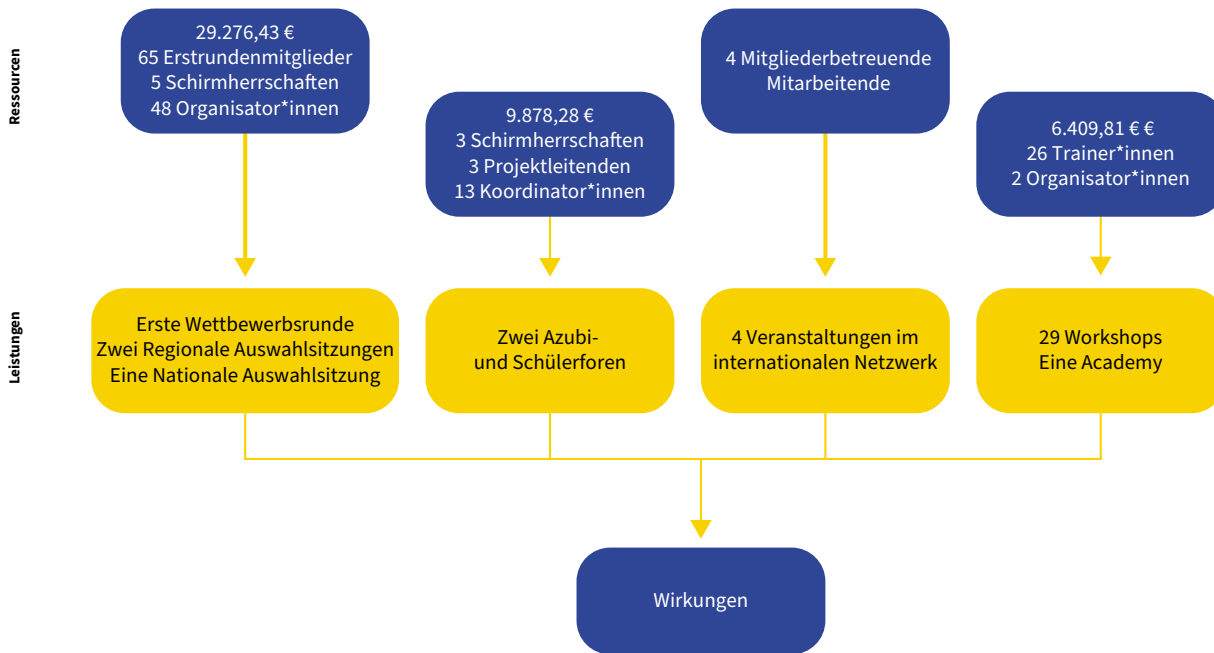 Ressourcen
29.276,43 €
65 Erstrundenmitglieder
5 Schirmherrschaften
48 Organisator*innen
9.878,28 €
3 Schirmherrschaften
3 Projektleitenden
13 Koordinator*innen
4 Mitgliederbetreuende
Mitarbeitende
6.409,81 € €
26 Trainer*innen
2 Organisator*innen
Leistungen
Erste Wettbewerbsrunde
Zwei Regionale Auswahlsitzungen
Eine Nationale Auswahlsitzung
Zwei Azubi-
und Schülerforen
4 Veranstaltungen im
internationalen Netzwerk
29 Workshops
Eine Academy
Wirkungen